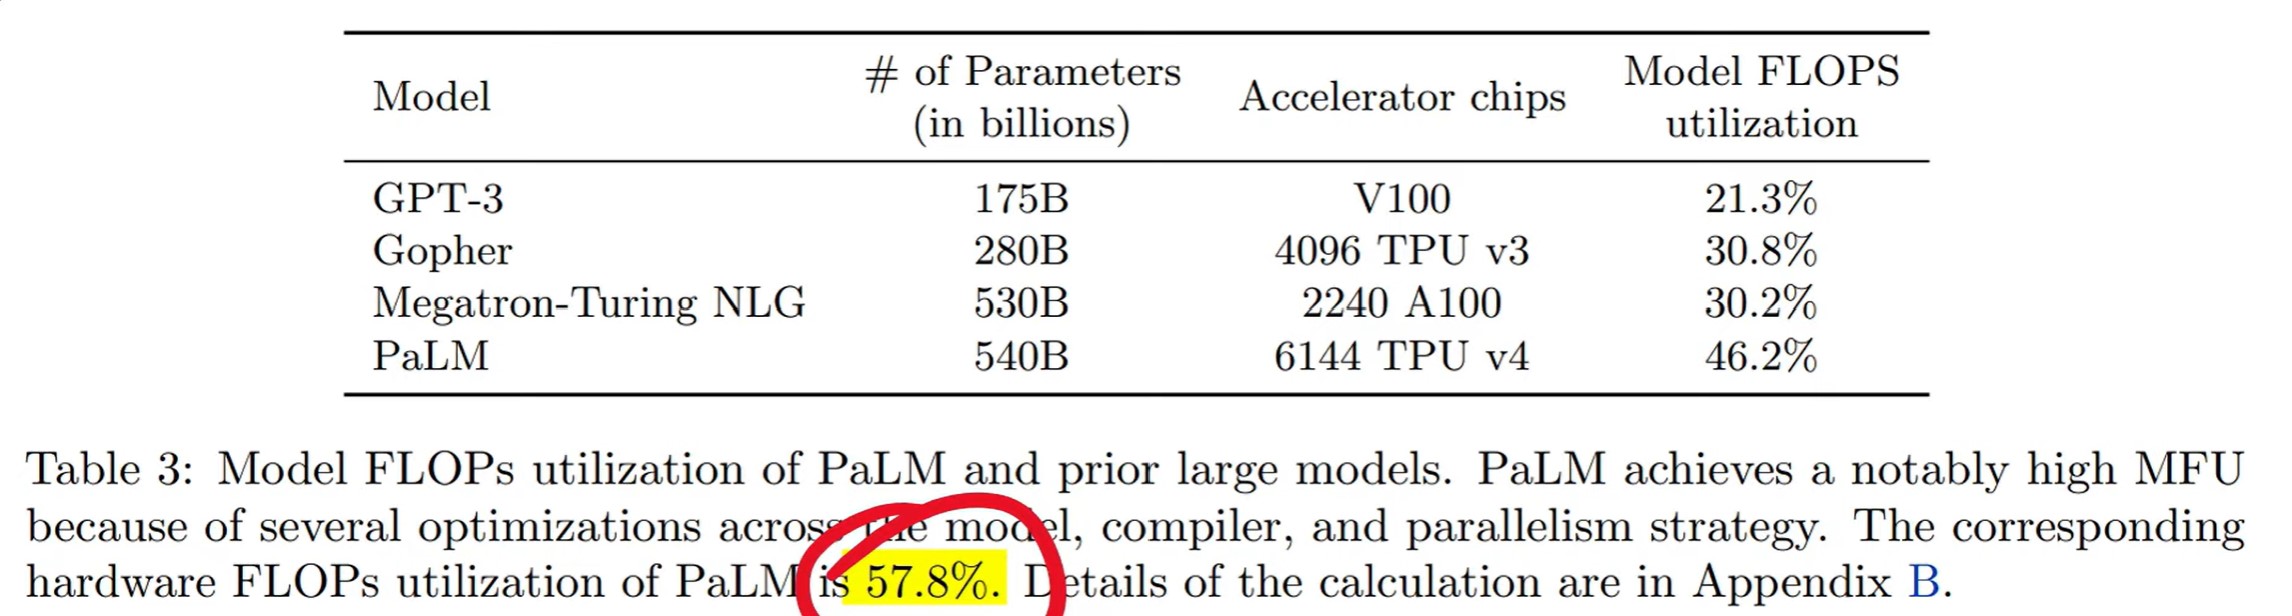 Model # of Parameters (in billions) Accelerator chips Model FLOPS utilization
GPT-3 175B V100 21.3%
Gopher 280B 4096 TPU v3 30.8%
Megatron-Turing NLG 530B 2240 A100 30.2%
PaLM 540B 6144 TPU v4 46.2%
Table 3: Model FLOPs utilization of PaLM and prior large models. PaLM achieves a notably high MFU
because of several optimizations across the model, compiler, and parallelism strategy. The corresponding
hardware FLOPs utilization of PaLM is 57.8%. Details of the calculation are in Appendix B.